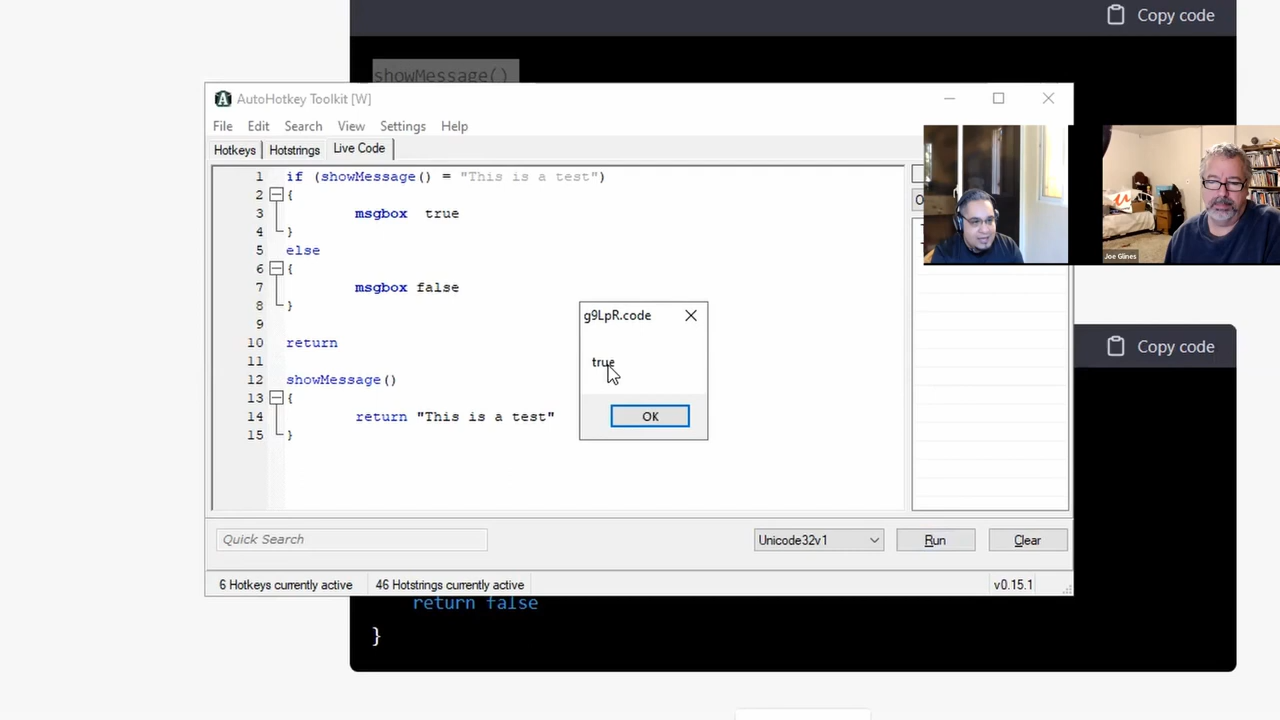 Copy code
showMessage()
AutoHotkey Toolkit [W]
File Edit Search View Settings Help
Hotkeys Hotstrings Live Code
1 if (showMessage() = "This is a test")
2 {
3 msgbox  true
4 }
5 else
6 {
7 msgbox false
8 }
9
10 return
11
12 showMessage()
13 {
14 return "This is a test"
15 }
g9LpR.code
true
OK
Joe Glines
Copy code
Quick Search
Unicode32v1
Run
Clear
6 Hotkeys currently active
46 Hotstrings currently active
v0.15.1
return false
}